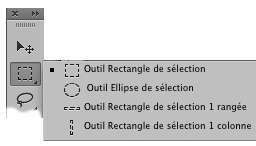 Outil Rectangle de sélection
Outil Ellipse de sélection
Outil Rectangle de sélection 1 rangée
Outil Rectangle de sélection 1 colonne